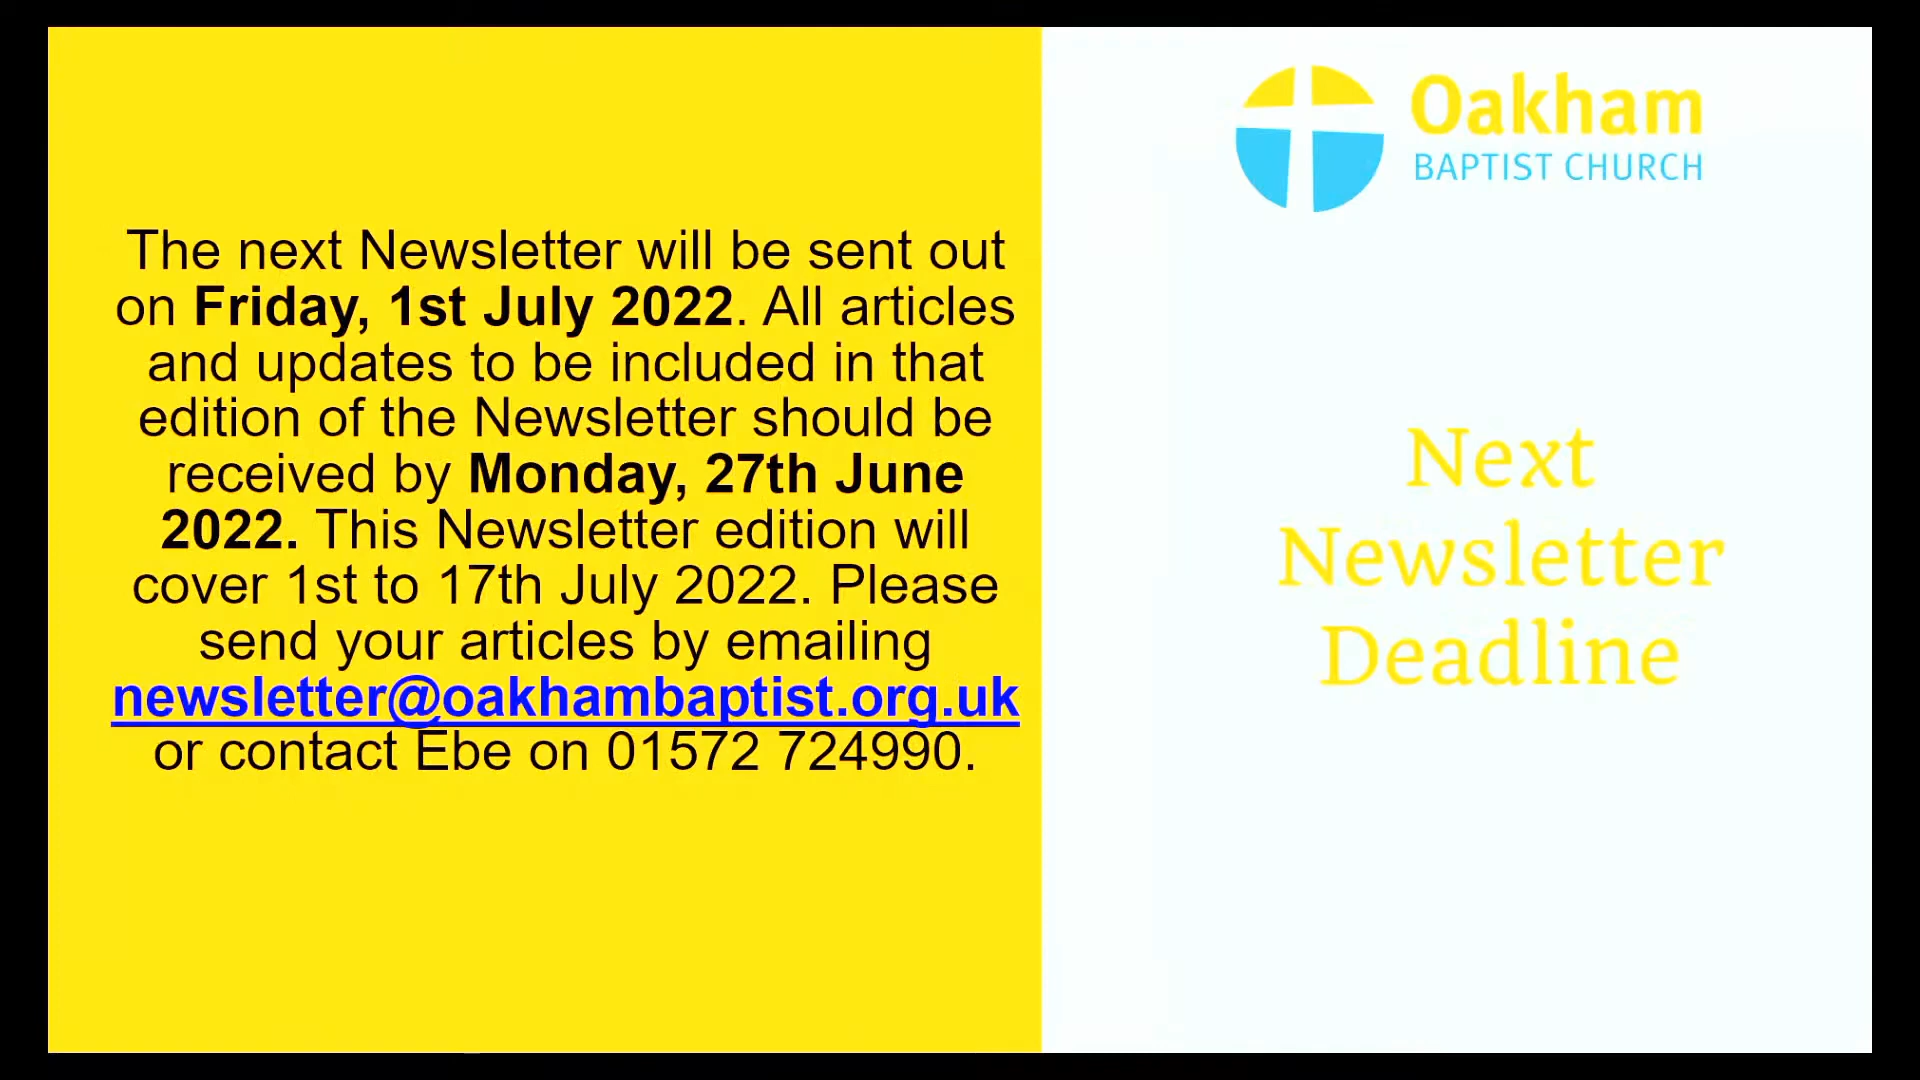 The next Newsletter will be sent out
on Friday, 1st July 2022. All articles
and updates to be included in that
edition of the Newsletter should be
received by Monday, 27th June
2022. This Newsletter edition will
cover 1st to 17th July 2022. Please
send your articles by emailing
newsletter@oakhambaptist.org.uk
or contact Ebe on 01572 724990.
Oakham
BAPTIST CHURCH
Next
Newsletter
Deadline